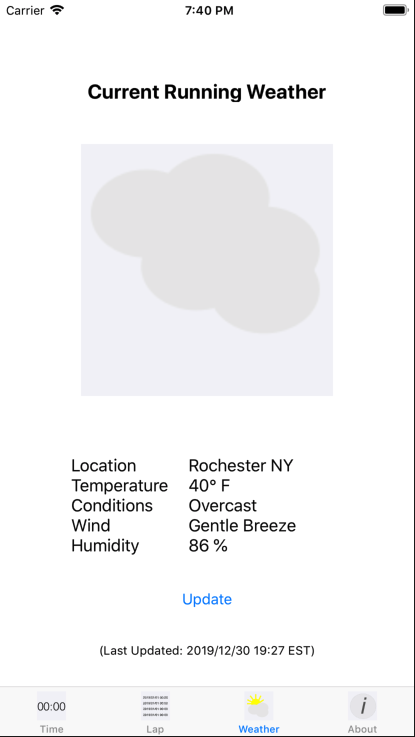 Carrier 7:40 PM
Current Running Weather
Location Rochester NY
Temperature 40° F
Conditions Overcast
Wind Gentle Breeze
Humidity 86 %
Update
(Last Updated: 2019/12/30 19:27 EST)
00:00 i
Time Lap Weather About